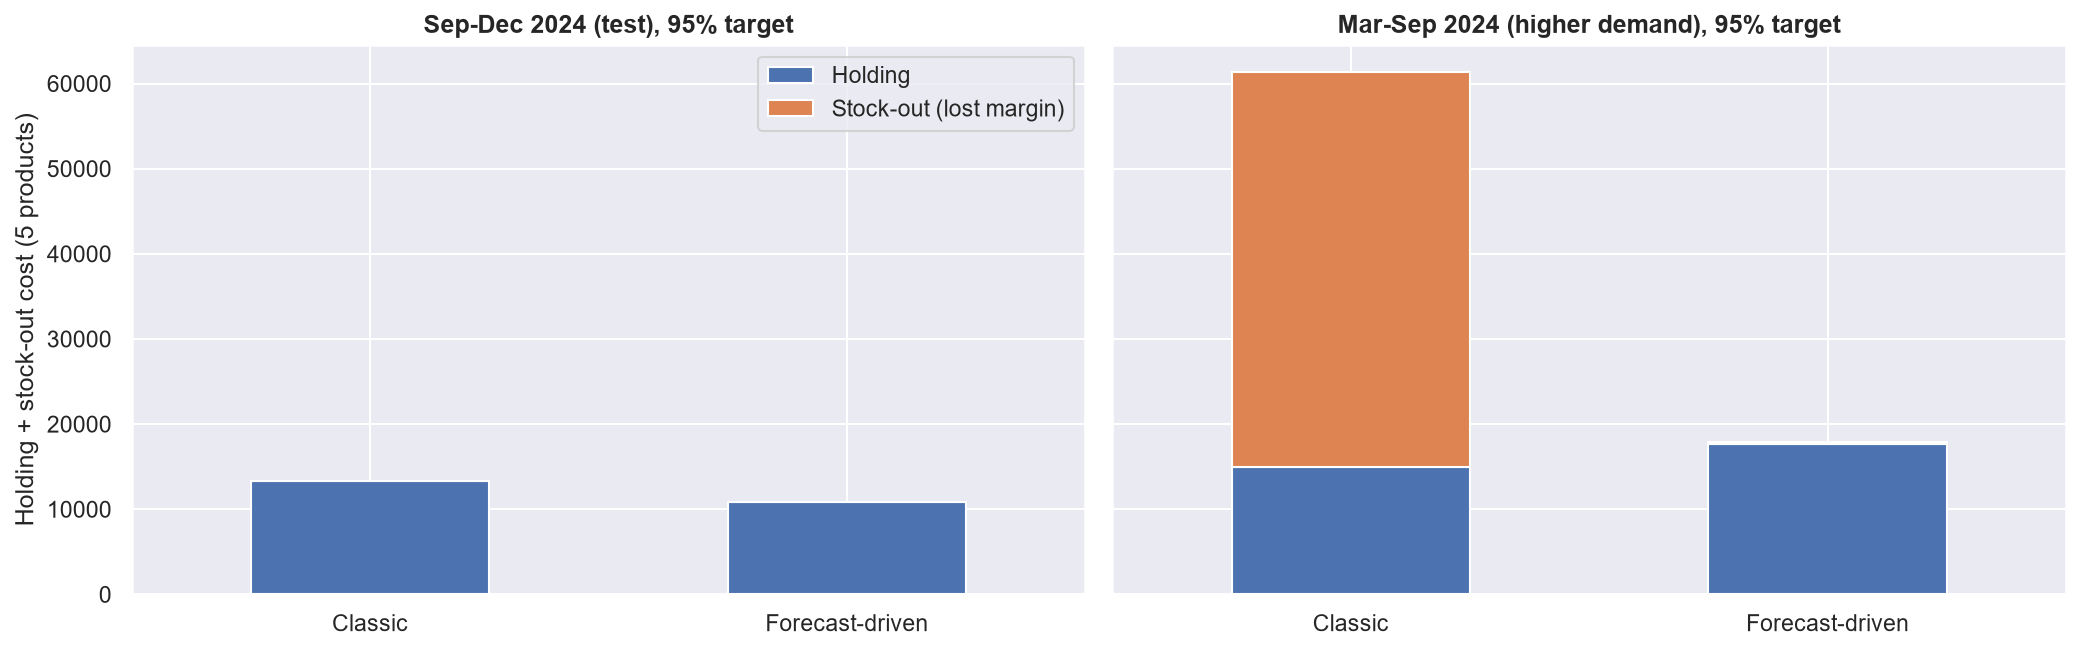 Sep-Dec 2024 (test), 95% target
Mar-Sep 2024 (higher demand), 95% target
Holding + stock-out cost (5 products)
60000
50000
40000
30000
20000
10000
0
Holding
Stock-out (lost margin)
Classic
Forecast-driven
Classic
Forecast-driven